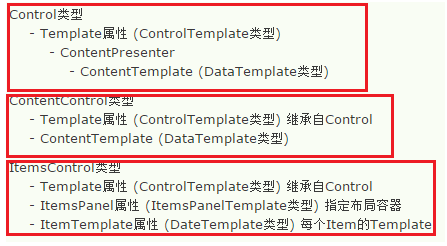 Control类型
- Template属性 (ControlTemplate类型)
- ContentPresenter
- ContentTemplate (DataTemplate类型)
ContentControl类型
- Template属性 (ControlTemplate类型) 继承自Control
- ContentTemplate (DataTemplate类型)
ItemsControl类型
- Template属性 (ControlTemplate类型) 继承自Control
- ItemsPanel属性 (ItemsPanelTemplate类型) 指定布局容器
- ItemTemplate属性 (DateTemplate类型) 每个Item的Template